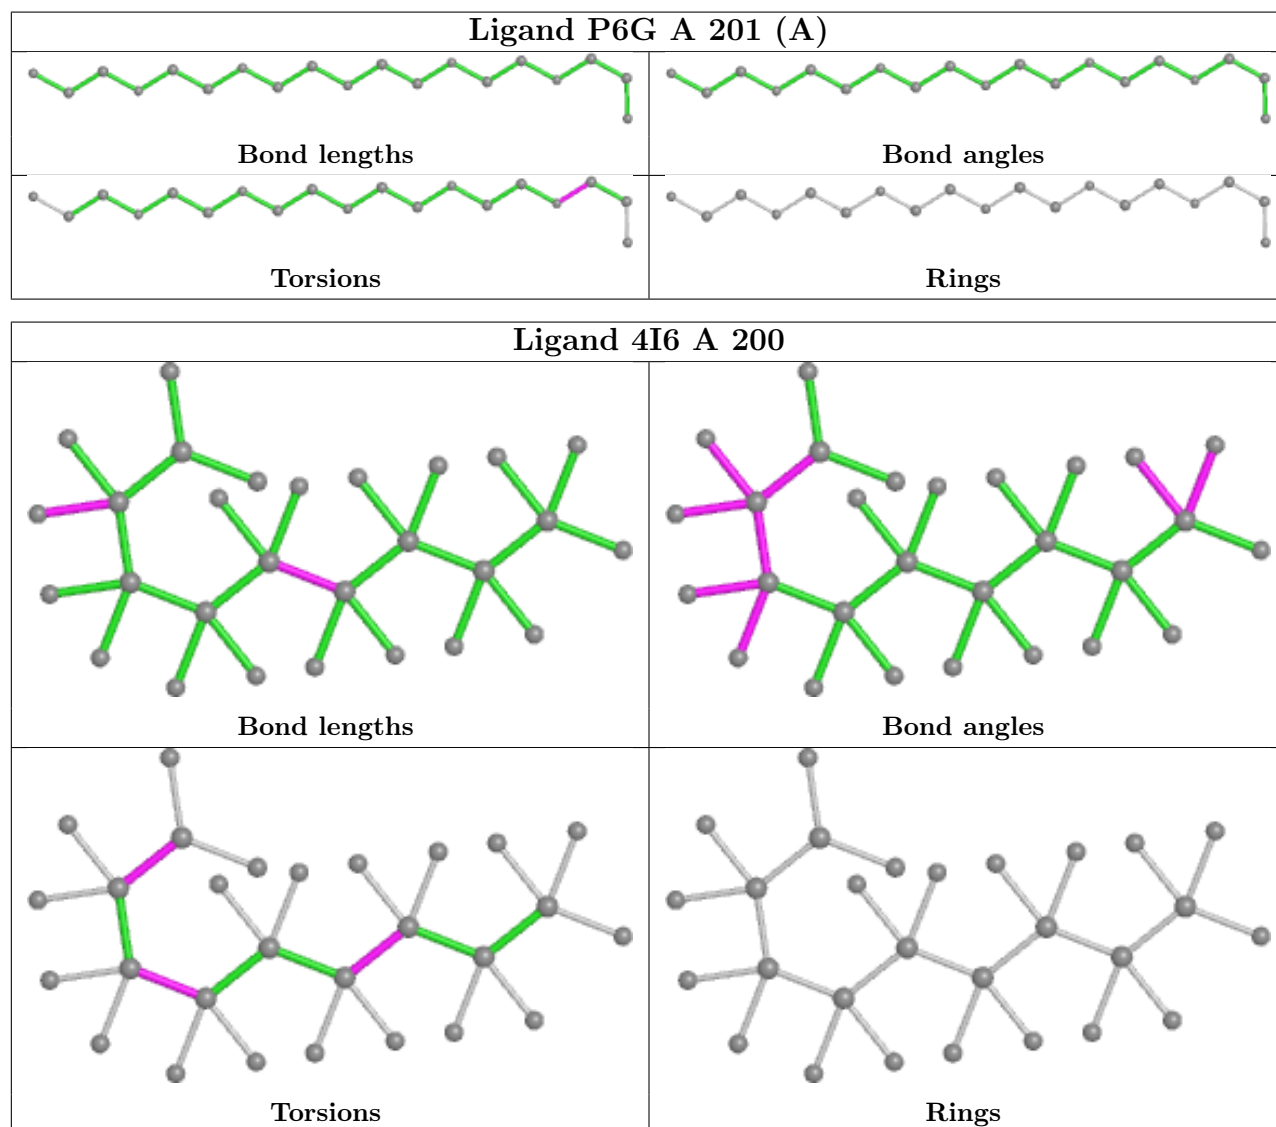 Ligand P6G A 201 (A)
Bond lengths
Bond angles
Torsions
Rings
Ligand 4I6 A 200
Bond lengths
Bond angles
Torsions
Rings